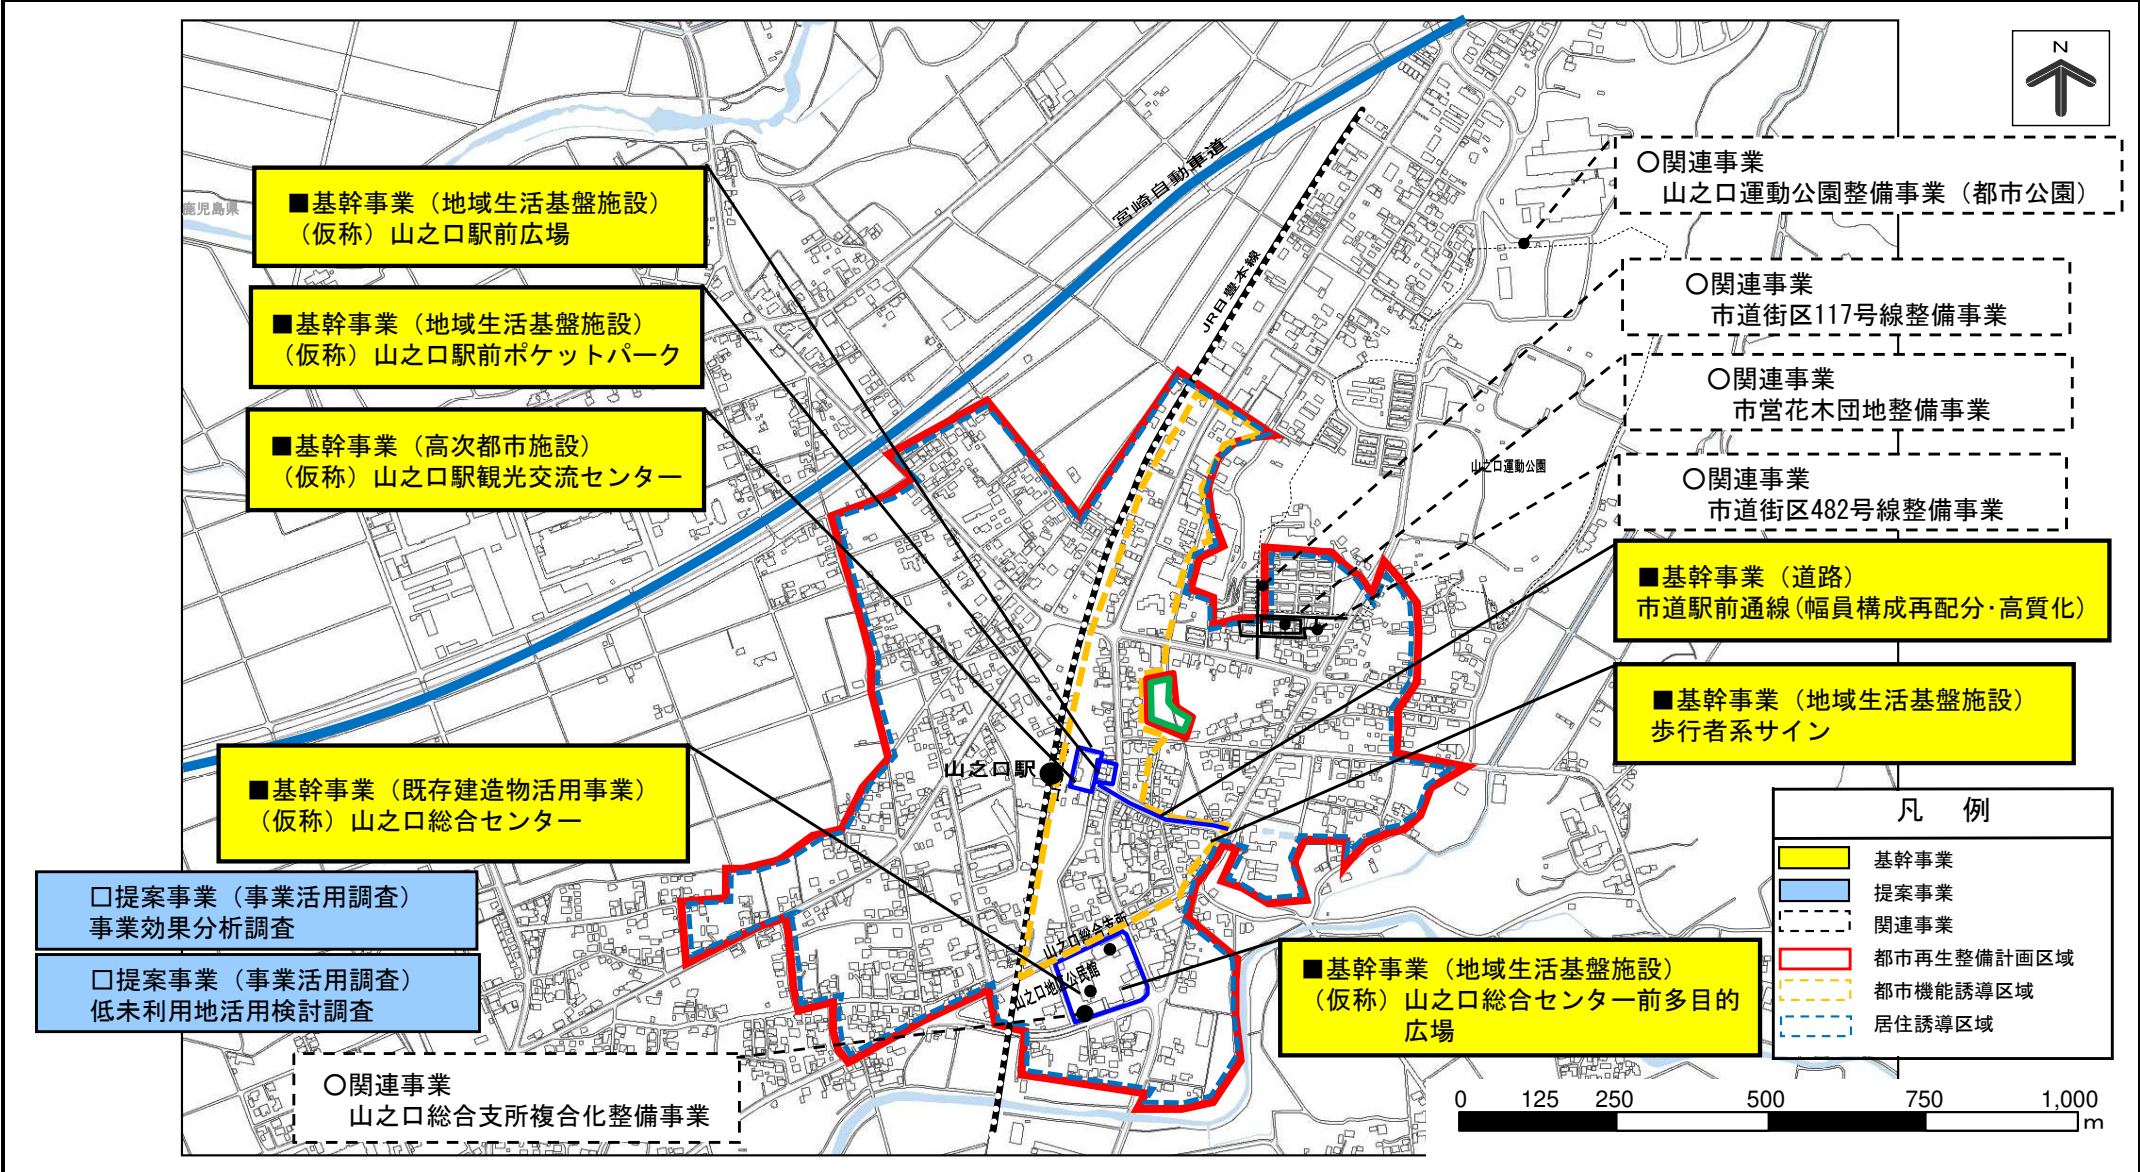 N
鹿児島県
宮崎自動車道
JR日豊本線
■基幹事業（地域生活基盤施設）
（仮称）山之口駅前広場
■基幹事業（地域生活基盤施設）
（仮称）山之口駅前ポケットパーク
■基幹事業（高次都市施設）
（仮称）山之口駅観光交流センター
■基幹事業（既存建造物活用事業）
（仮称）山之口総合センター
□提案事業（事業活用調査）
事業効果分析調査
□提案事業（事業活用調査）
低未利用地活用検討調査
○関連事業
山之口総合支所複合化整備事業
山之口駅
山之口総合支所
山之口地区公民館
山之口運動公園
○関連事業
山之口運動公園整備事業（都市公園）
○関連事業
市道街区117号線整備事業
○関連事業
市営花木団地整備事業
○関連事業
市道街区482号線整備事業
■基幹事業（道路）
市道駅前通線（幅員構成再配分・高質化）
■基幹事業（地域生活基盤施設）
歩行者系サイン
■基幹事業（地域生活基盤施設）
（仮称）山之口総合センター前多目的
広場
凡　例
基幹事業
提案事業
関連事業
都市再生整備計画区域
都市機能誘導区域
居住誘導区域
0 125 250 500 750 1,000
m